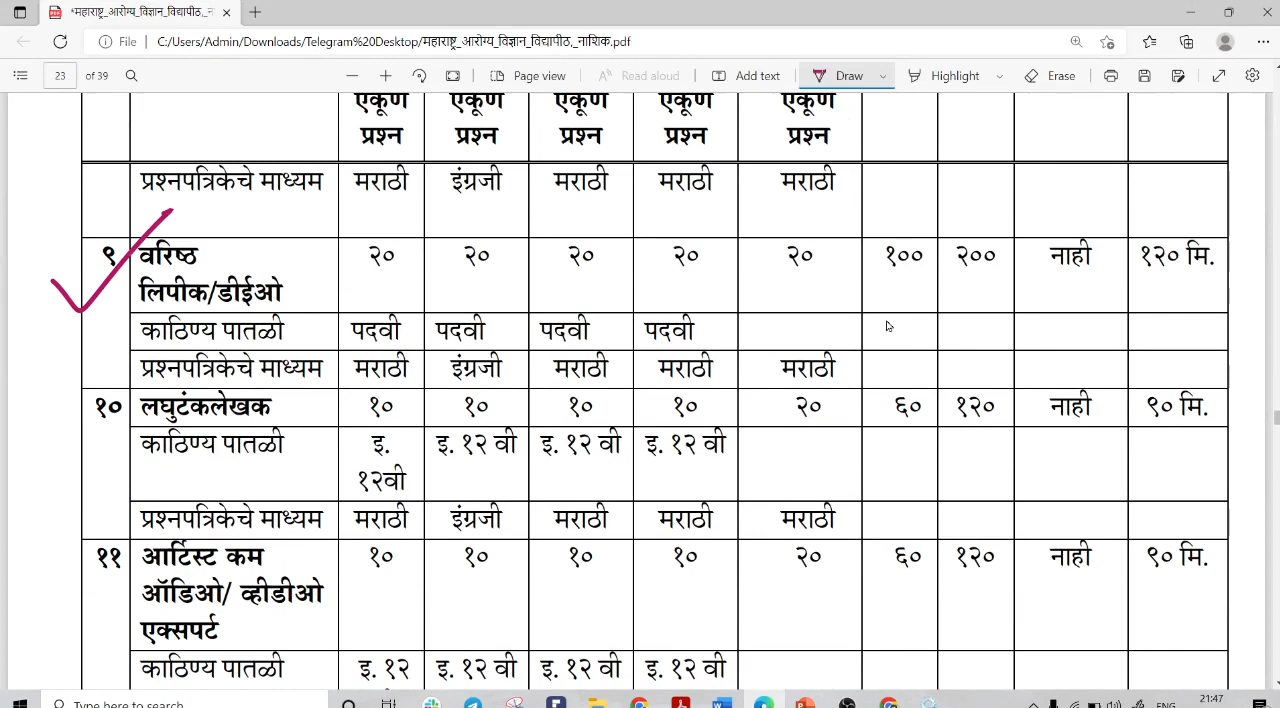 *महाराष्ट्र_आरोग्य_विज्ञान_विद्यापीठ_ना
File C:/Users/Admin/Downloads/Telegram%20Desktop/महाराष्ट्र_आरोग्य_विज्ञान_विद्यापीठ,_नाशिक.pdf
23 of 39 Page view Read aloud Add text Draw Highlight Erase
एकूण एकूण एकूण एकूण एकूण
प्रश्न प्रश्न प्रश्न प्रश्न प्रश्न
प्रश्नपत्रिकेचे माध्यम मराठी इंग्रजी मराठी मराठी मराठी
९ वरिष्ठ २० २० २० २० २० १०० २०० नाही १२० मि.
लिपीक/डीईओ
काठिण्य पातळी पदवी पदवी पदवी पदवी
प्रश्नपत्रिकेचे माध्यम मराठी इंग्रजी मराठी मराठी मराठी
१० लघुटंकलेखक १० १० १० १० २० ६० १२० नाही ९० मि.
काठिण्य पातळी इ. इ. १२ वी इ. १२ वी इ. १२ वी
१२वी
प्रश्नपत्रिकेचे माध्यम मराठी इंग्रजी मराठी मराठी मराठी
११ आर्टिस्ट कम १० १० १० १० २० ६० १२० नाही ९० मि.
ऑडिओ/ व्हीडीओ
एक्सपर्ट
काठिण्य पातळी इ. १२ इ. १२ वी इ. १२ वी इ. १२ वी
Type here to search ENG 21:47